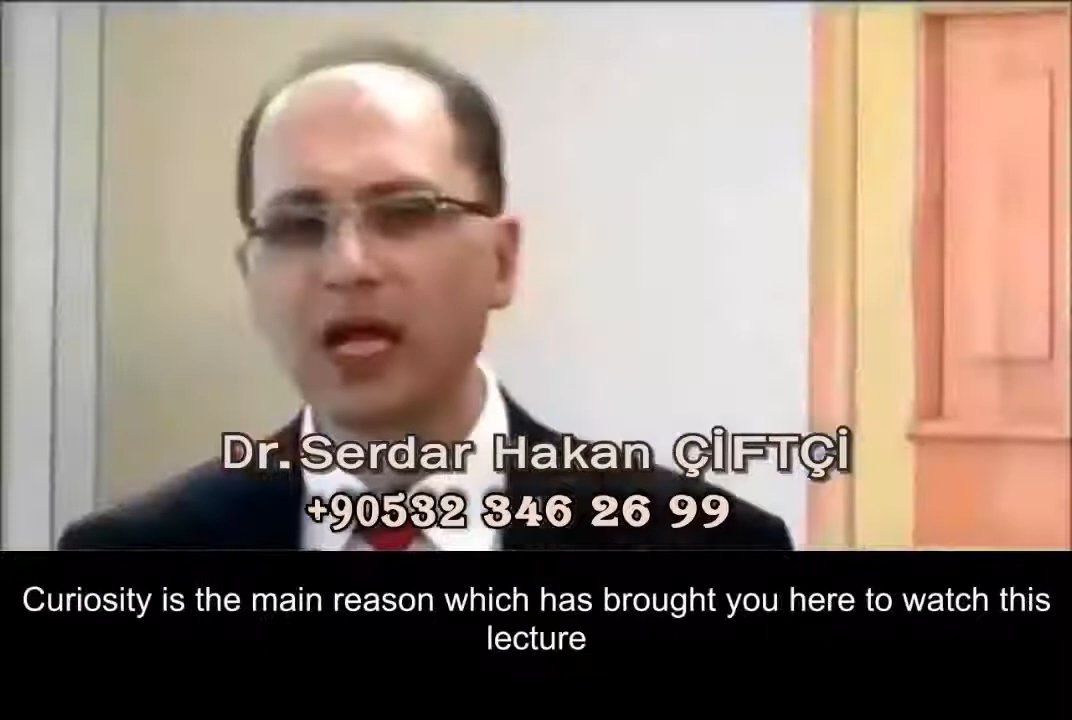 Dr. Serdar Hakan ÇİFTÇİ
+90532 346 26 99
Curiosity is the main reason which has brought you here to watch this
lecture